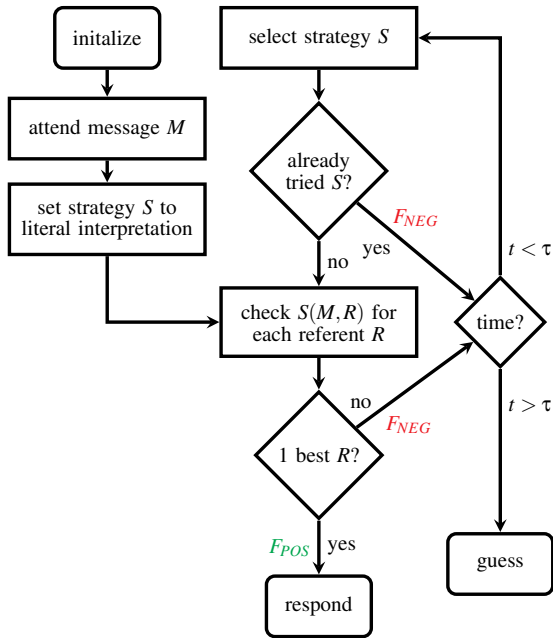 initalize
select strategy S
attend message M
already
tried S?
set strategy S to
literal interpretation
F_NEG
yes
no
t < τ
check S(M, R) for
each referent R
time?
no
F_NEG
t > τ
1 best R?
F_POS
yes
guess
respond